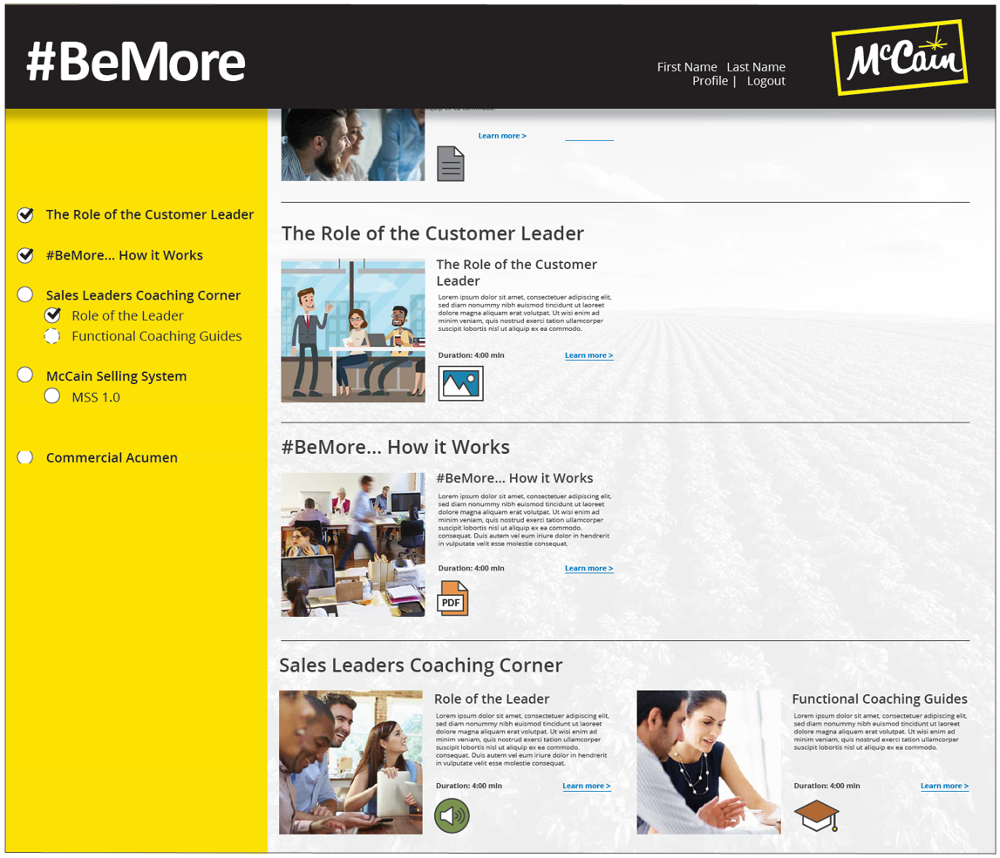 #BeMore
First Name Last Name
Profile | Logout
McCain
The Role of the Customer Leader
#BeMore... How it Works
Sales Leaders Coaching Corner
Role of the Leader
Functional Coaching Guides
McCain Selling System
MSS 1.0
Commercial Acumen
Learn more >
The Role of the Customer Leader
The Role of the Customer
Leader
Lorem ipsum dolor sit amet, consectetuer adipiscing elit,
sed diam nonummy nibh euismod tincidunt ut laoreet
dolore magna aliquam erat volutpat. Ut wisi enim ad
minim veniam, quis nostrud exerci tation ullamcorper
suscipit lobortis nisl ut aliquip ex ea commodo.
Duration: 4:00 min
Learn more >
#BeMore... How it Works
#BeMore... How it Works
Lorem ipsum dolor sit amet, consectetuer adipiscing elit,
sed diam nonummy nibh euismod tincidunt ut laoreet
dolore magna aliquam erat volutpat. Ut wisi enim ad
minim veniam, quis nostrud exerci tation ullamcorper
suscipit lobortis nisl ut aliquip ex ea commodo.
consequat. Duis autem vel eum iriure dolor in hendrerit
in vulputate velit esse molestie consequat.
Duration: 4:00 min
Learn more >
PDF
Sales Leaders Coaching Corner
Role of the Leader
Lorem ipsum dolor sit amet, consectetuer adipiscing elit,
sed diam nonummy nibh euismod tincidunt ut laoreet
dolore magna aliquam erat volutpat. Ut wisi enim ad
minim veniam, quis nostrud exerci tation ullamcorper
suscipit lobortis nisl ut aliquip ex ea commodo.
consequat. Duis autem vel eum iriure dolor in hendrerit
in vulputate velit esse molestie consequat.
Duration: 4:00 min
Learn more >
Functional Coaching Guides
Lorem ipsum dolor sit amet, consectetuer adipiscing elit,
sed diam nonummy nibh euismod tincidunt ut laoreet
dolore magna aliquam erat volutpat. Ut wisi enim ad
minim veniam, quis nostrud exerci tation ullamcorper
suscipit lobortis nisl ut aliquip ex ea commodo.
Duration: 4:00 min
Learn more >